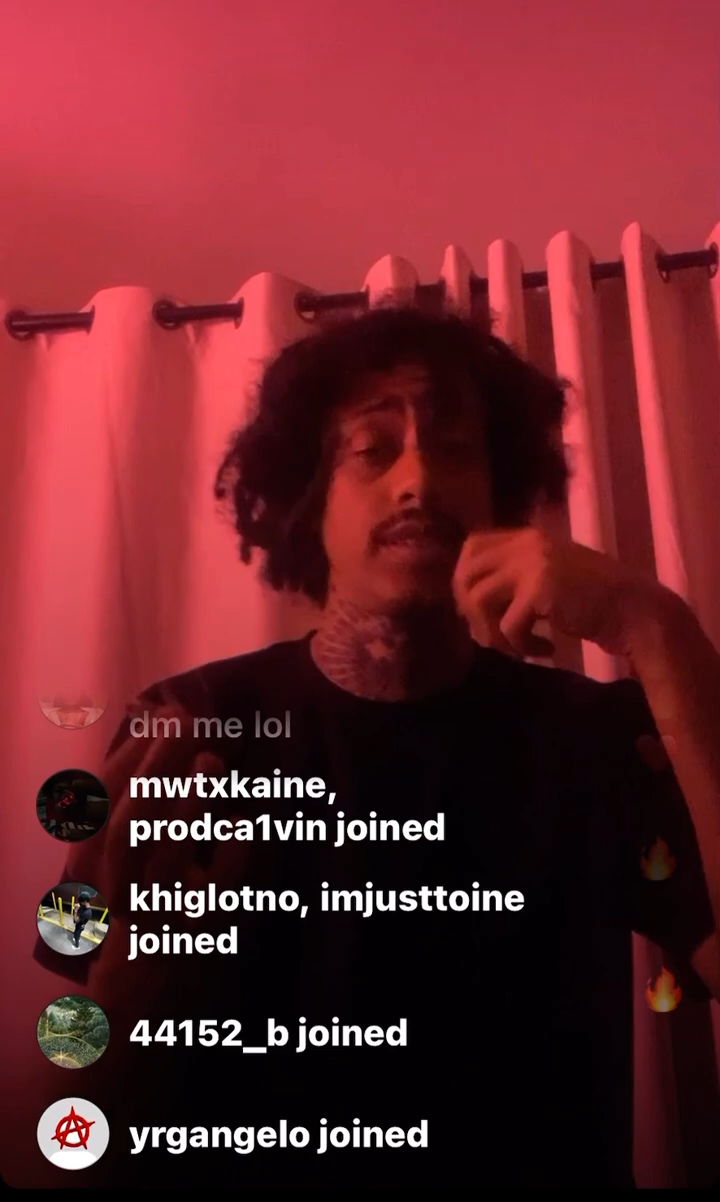 dm me lol
mwtxkaine,
prodca1vin joined
khiglotno, imjusttoine
joined
44152_b joined
yrgangelo joined